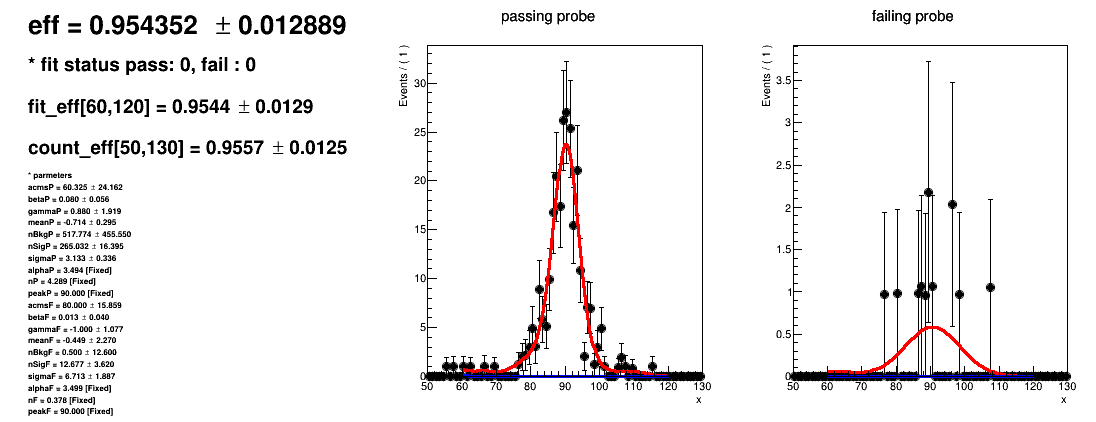 eff = 0.954352 ± 0.012889
* fit status pass: 0, fail : 0
fit_eff[60,120] = 0.9544 ± 0.0129
count_eff[50,130] = 0.9557 ± 0.0125
* parmeters
acmsP = 60.325 ± 24.162
betaP = 0.080 ± 0.056
gammaP = 0.880 ± 1.919
meanP = -0.714 ± 0.295
nBkgP = 517.774 ± 455.550
nSigP = 265.032 ± 16.395
sigmaP = 3.133 ± 0.336
alphaP = 3.494 [Fixed]
nP = 4.289 [Fixed]
peakP = 90.000 [Fixed]
acmsF = 80.000 ± 15.859
betaF = 0.013 ± 0.040
gammaF = -1.000 ± 1.077
meanF = -0.449 ± 2.270
nBkgF = 0.500 ± 12.600
nSigF = 12.677 ± 3.620
sigmaF = 6.713 ± 1.887
alphaF = 3.499 [Fixed]
nF = 0.378 [Fixed]
peakF = 90.000 [Fixed]
passing probe
Events / ( 1 )
30
25
20
15
10
5
0
50 60 70 80 90 100 110 120 130
x
failing probe
Events / ( 1 )
3.5
3
2.5
2
1.5
1
0.5
0
50 60 70 80 90 100 110 120 130
x